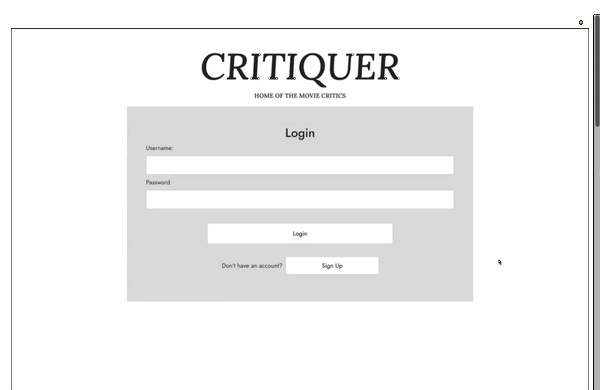 CRITIQUER
HOME OF THE MOVIE CRITICS
Login
Username:
Password:
Login
Don't have an account? Sign Up